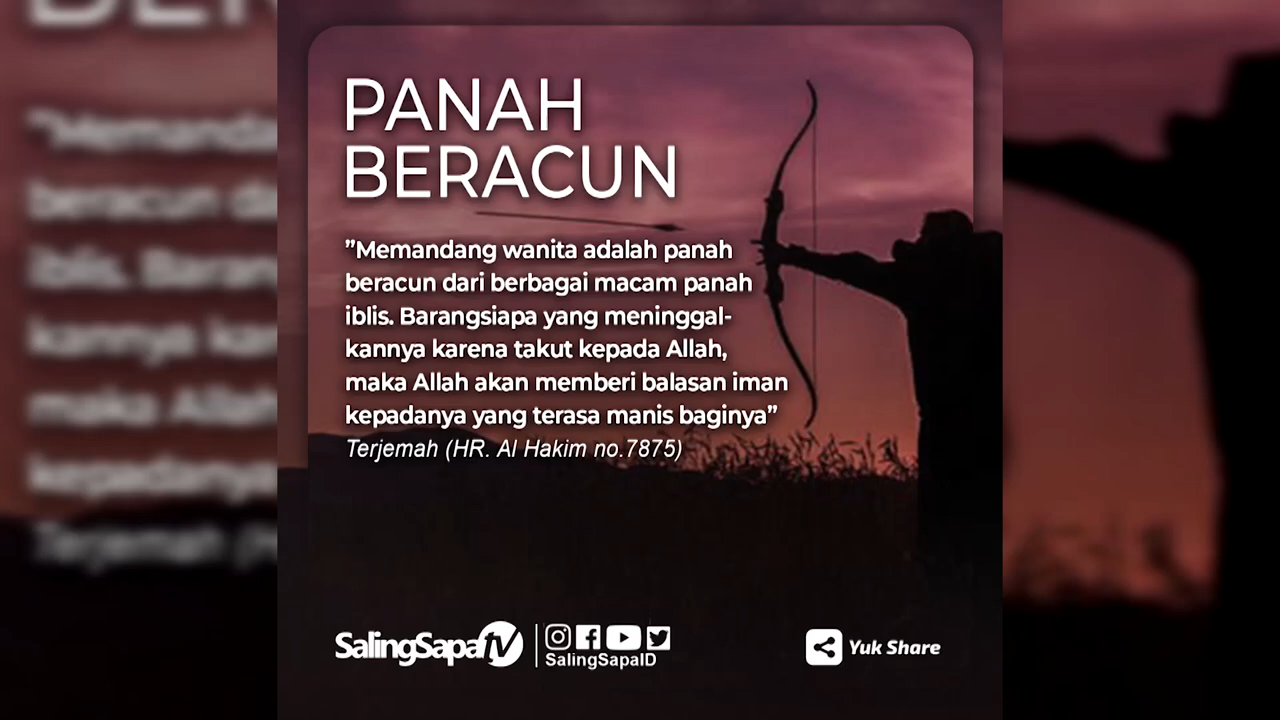 PANAH
BERACUN
”Memandang wanita adalah panah
beracun dari berbagai macam panah
iblis. Barangsiapa yang meninggal-
kannya karena takut kepada Allah,
maka Allah akan memberi balasan iman
kepadanya yang terasa manis baginya”
Terjemah (HR. Al Hakim no.7875)
SalingSapa tv
SalingSapaID
Yuk Share